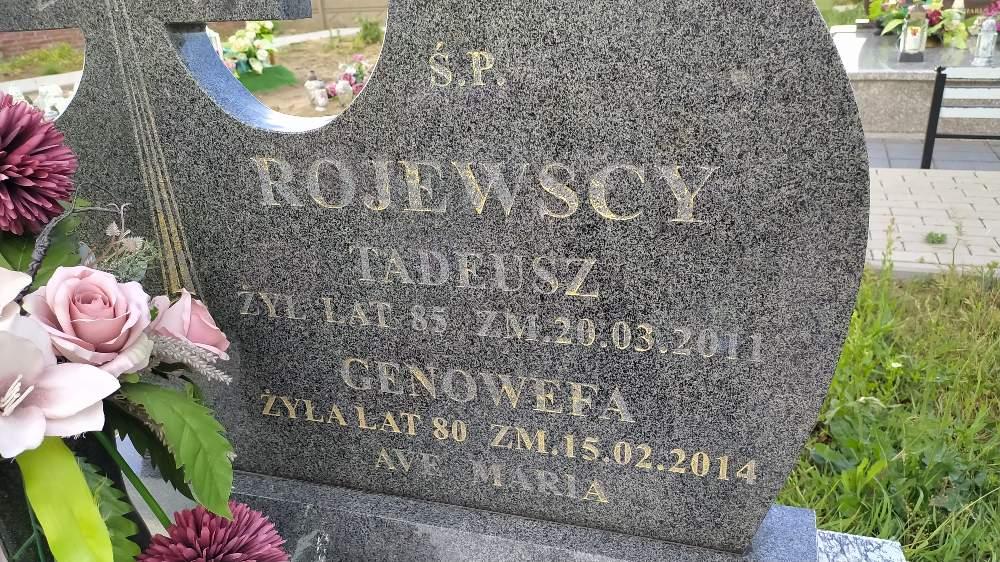 Ś.P.
ROJEWSCY
TADEUSZ
ŻYŁ LAT 85 ZM.20.03.2011
GENOWEFA
ŻYŁA LAT 80 ZM.15.02.2014
AVE MARIA